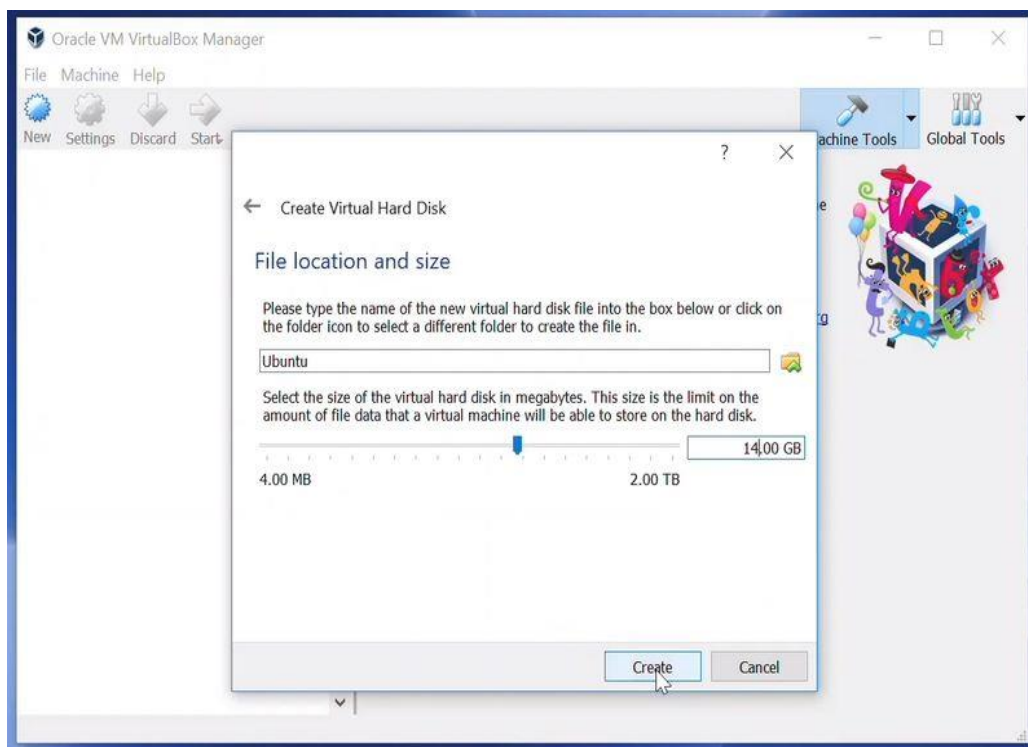 Oracle VM VirtualBox Manager
File Machine Help
New Settings Discard Start
achine Tools Global Tools
?
Create Virtual Hard Disk
e
File location and size
Please type the name of the new virtual hard disk file into the box below or click on
the folder icon to select a different folder to create the file in.
rg
Ubuntu
Select the size of the virtual hard disk in megabytes. This size is the limit on the
amount of file data that a virtual machine will be able to store on the hard disk.
14.00 GB
4.00 MB 2.00 TB
Create Cancel